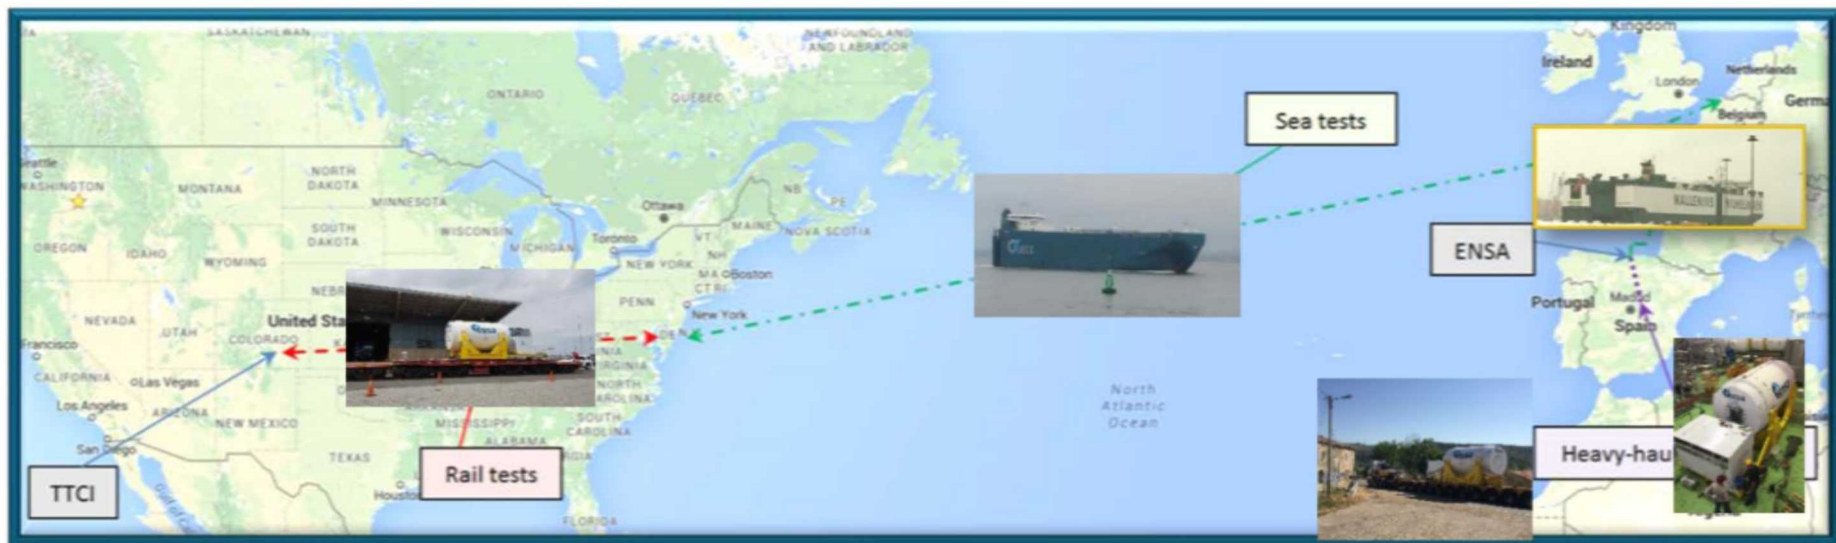 SASKATCHEWAN
NEWFOUNDLAND
AND LABRADOR
Kingdom
Ireland
London
Netherlands
Belgium
Germa
ONTARIO
QUEBEC
Sea tests
Seattle
WASHINGTON
MONTANA
NORTH
DAKOTA
MINNESOTA
Ottawa
NB
PE
MAINE
NOVA SCOTIA
VT
NH
SOUTH
DAKOTA
WISCONSIN
MICHIGAN
Toronto
NEW YORK
MA
Boston
CT RI
OREGON
IDAHO
WYOMING
WALLENIUS
ENSA
NEBR
PENN
New York
NEVADA
UTAH
United Sta
COLORADO
DE
Portugal
Madrid
Spain
Francisco
CALIFORNIA
Las Vegas
Los Angeles
ARIZONA
NEW MEXICO
San Diego
NORTH
CAROLINA
SOUTH
CAROLINA
MISSISSIPPI
ALABAMA
TEXAS
Houston
FLORIDA
North
Atlantic
Ocean
Heavy-hau
Rail tests
TTCI